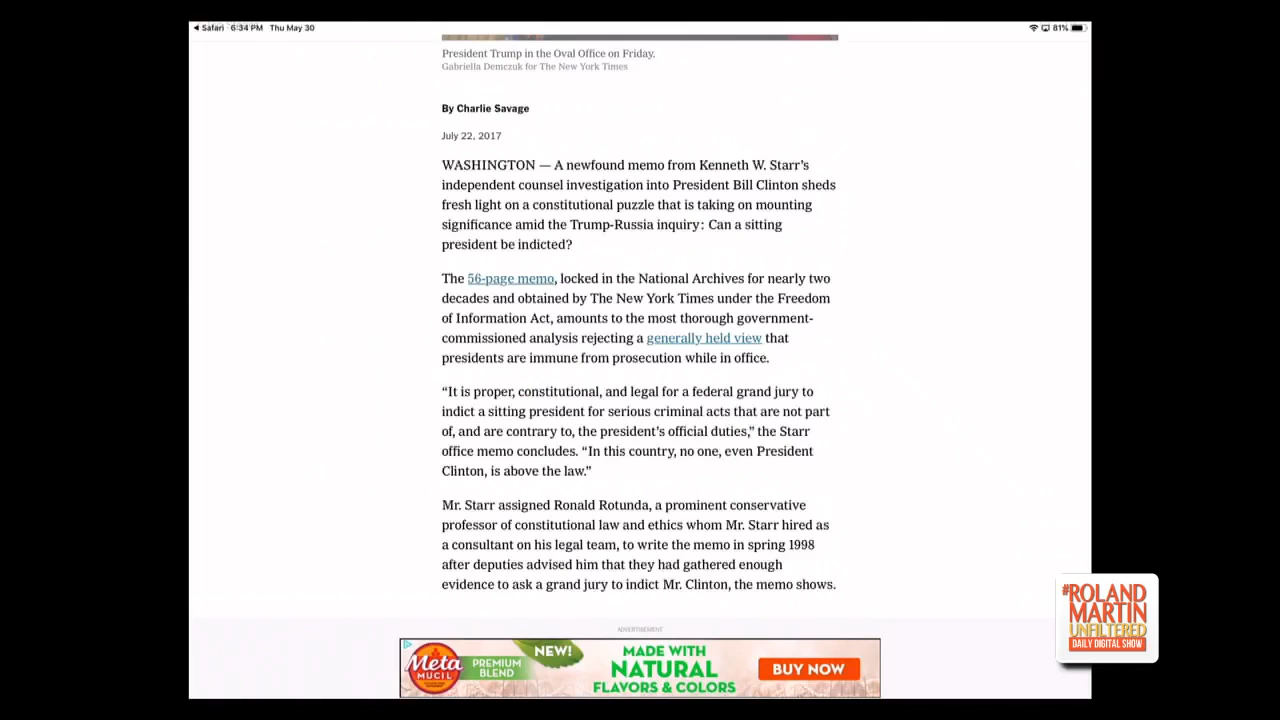 Safari 6:34 PM Thu May 30
81%
President Trump in the Oval Office on Friday.
Gabriella Demczuk for The New York Times
By Charlie Savage
July 22, 2017
WASHINGTON — A newfound memo from Kenneth W. Starr’s
independent counsel investigation into President Bill Clinton sheds
fresh light on a constitutional puzzle that is taking on mounting
significance amid the Trump-Russia inquiry: Can a sitting
president be indicted?
The 56-page memo, locked in the National Archives for nearly two
decades and obtained by The New York Times under the Freedom
of Information Act, amounts to the most thorough government-
commissioned analysis rejecting a generally held view that
presidents are immune from prosecution while in office.
“It is proper, constitutional, and legal for a federal grand jury to
indict a sitting president for serious criminal acts that are not part
of, and are contrary to, the president’s official duties,” the Starr
office memo concludes. “In this country, no one, even President
Clinton, is above the law.”
Mr. Starr assigned Ronald Rotunda, a prominent conservative
professor of constitutional law and ethics whom Mr. Starr hired as
a consultant on his legal team, to write the memo in spring 1998
after deputies advised him that they had gathered enough
evidence to ask a grand jury to indict Mr. Clinton, the memo shows.
ADVERTISEMENT
Meta
MUCIL
PREMIUM
BLEND
NEW!
MADE WITH
NATURAL
FLAVORS & COLORS
BUY NOW
#ROLAND
MARTIN
UNFILTERED
DAILY DIGITAL SHOW